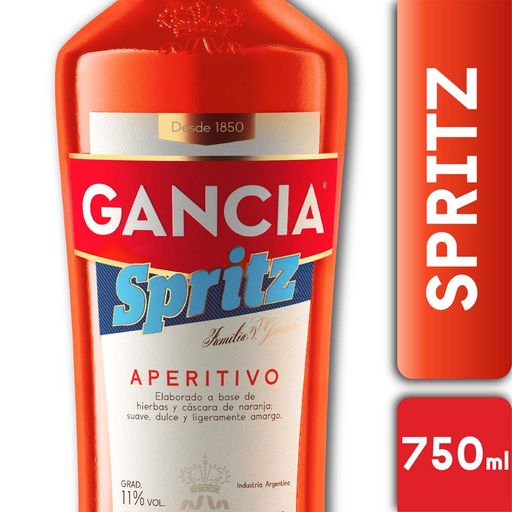 Desde 1850
GANCIA®
Spritz
APERITIVO
Elaborado a base de
hierbas y cáscara de naranja;
suave, dulce y ligeramente amargo.
GRAD.
11% VOL.
Industria Argentina
SPRITZ
750ml